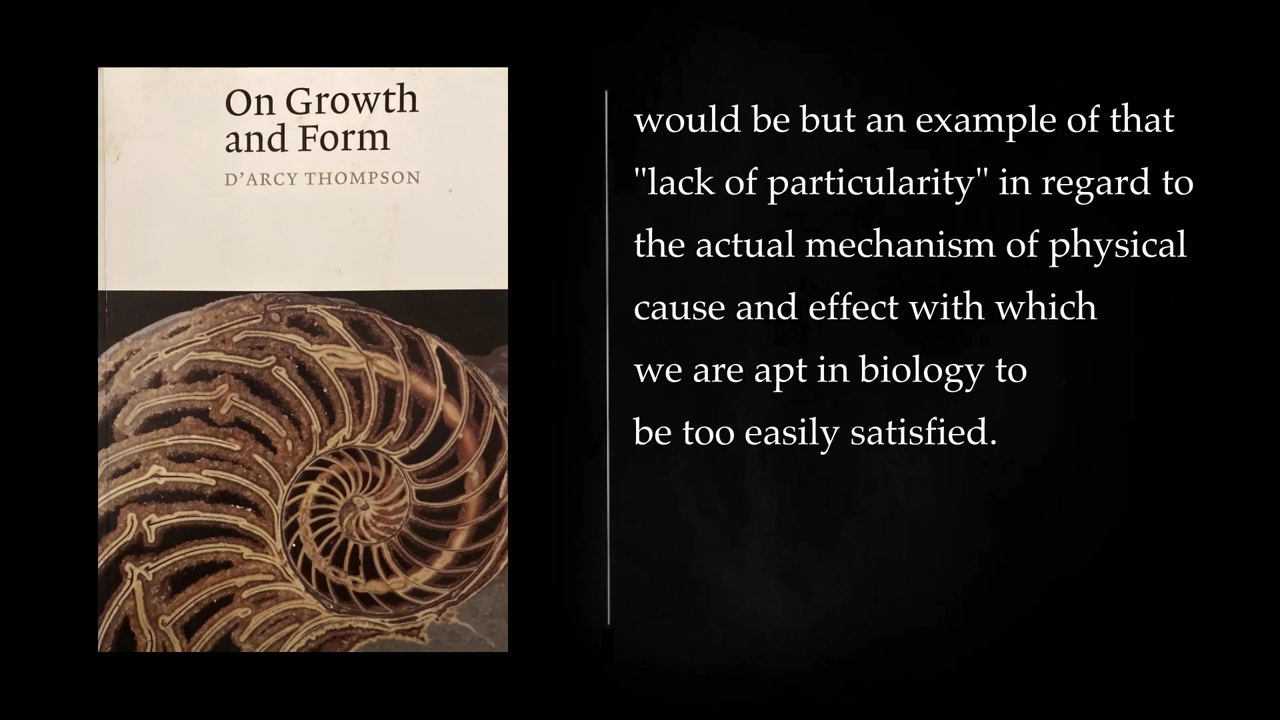 On Growth
and Form
D'ARCY THOMPSON
would be but an example of that
"lack of particularity" in regard to
the actual mechanism of physical
cause and effect with which
we are apt in biology to
be too easily satisfied.